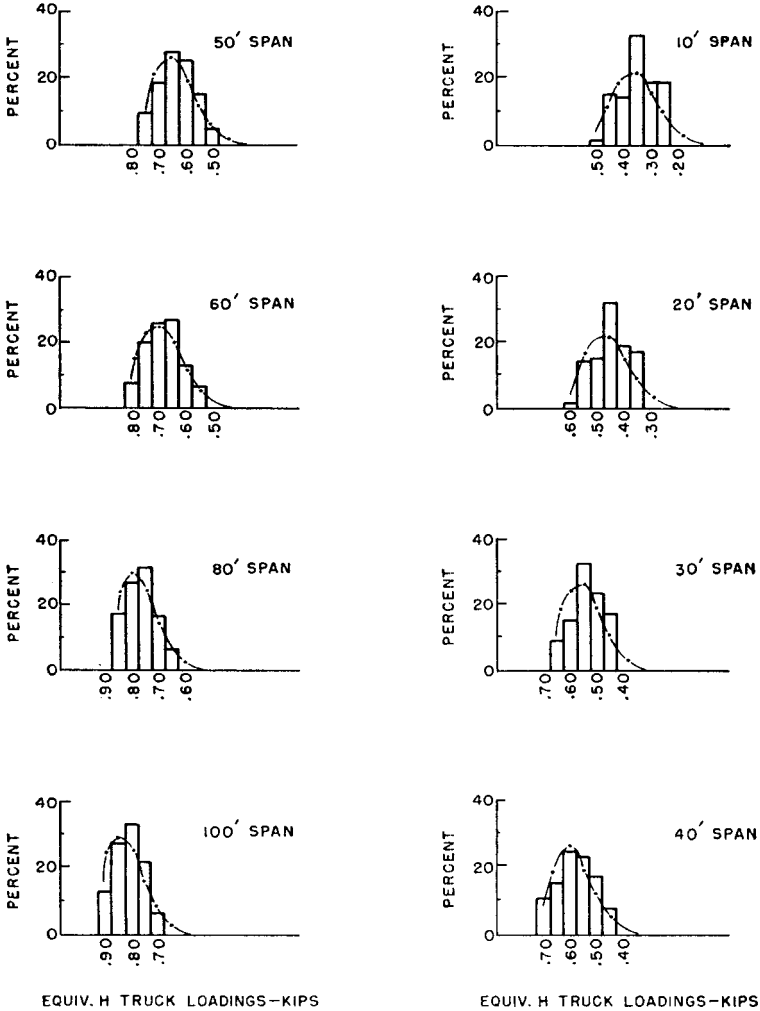 40
50′ SPAN
PERCENT
20
0
.80 .70 .60 .50
40
10′ 9PAN
PERCENT
20
0
.50 .40 .30 .20
40
60′ SPAN
PERCENT
20
0
.80 .70 .60 .50
40
20′ SPAN
PERCENT
20
0
.60 .50 .40 .30
40
80′ SPAN
PERCENT
20
0
.90 .80 .70 .60
40
30′ SPAN
PERCENT
20
0
.70 .60 .50 .40
40
100′ SPAN
PERCENT
20
0
.90 .80 .70
EQUIV. H TRUCK LOADINGS–KIPS
40
40′ SPAN
PERCENT
20
0
.70 .60 .50 .40
EQUIV. H TRUCK LOADINGS–KIPS